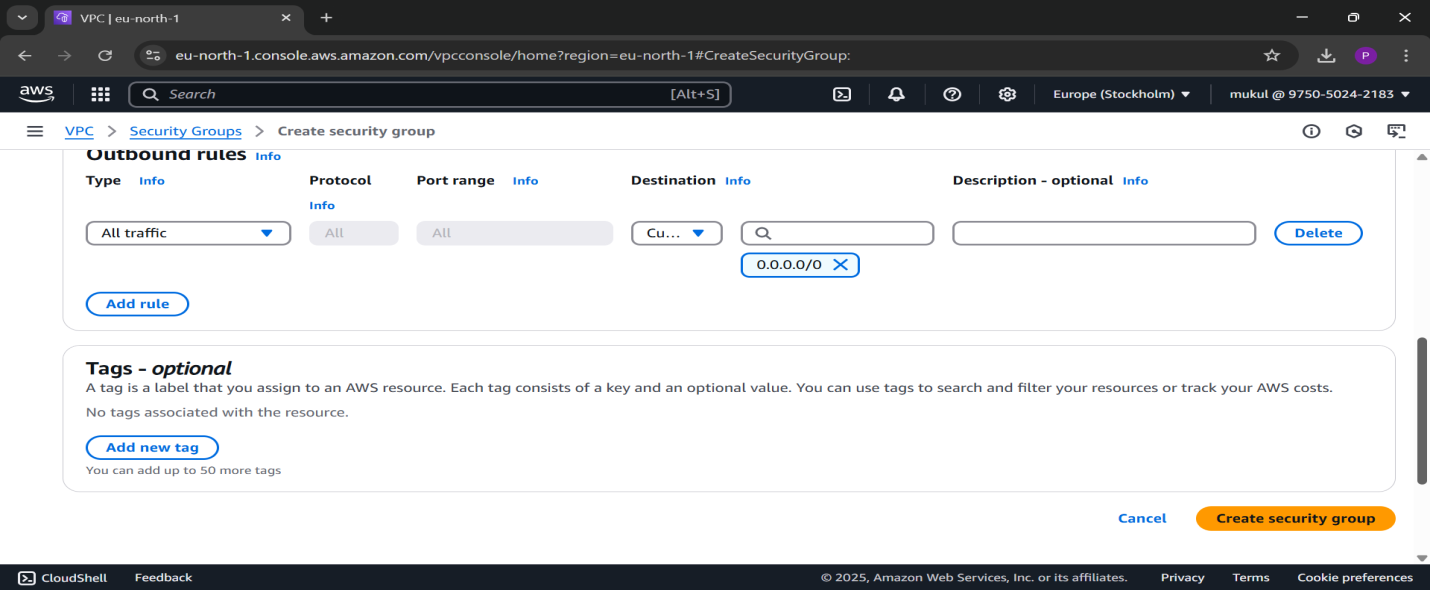 VPC | eu-north-1
eu-north-1.console.aws.amazon.com/vpcconsole/home?region=eu-north-1#CreateSecurityGroup:
P
aws
Search
[Alt+S]
Europe (Stockholm)
mukul @ 9750-5024-2183
VPC > Security Groups > Create security group
Outbound rules Info
Type Info Protocol Port range Info Destination Info Description - optional Info
Info
All traffic All All Cu... Delete
0.0.0.0/0
Add rule
Tags - optional
A tag is a label that you assign to an AWS resource. Each tag consists of a key and an optional value. You can use tags to search and filter your resources or track your AWS costs.
No tags associated with the resource.
Add new tag
You can add up to 50 more tags
Cancel Create security group
CloudShell Feedback © 2025, Amazon Web Services, Inc. or its affiliates. Privacy Terms Cookie preferences